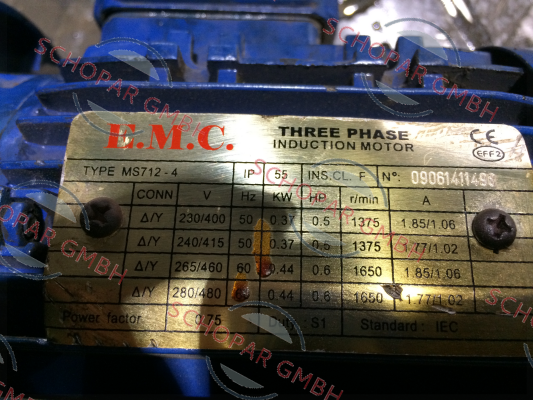 E.M.C. THREE PHASE
INDUCTION MOTOR
CE
EFF2
TYPE MS712-4 IP 55 INS.CL. F Nº:
CONN V Hz KW HP r/min A
Δ/Y 230/400 50 0.37 0.5 1375 1.85/1.06
Δ/Y 240/415 50 0.37 0.5 1375 1.77/1.02
Δ/Y 265/460 60 0.44 0.6 1650 1.85/1.06
Δ/Y 280/480 0.44 0.6 1650 1.77/1.02
Power factor 0.75 Duty S1 Standard: IEC
SCHOPAR GMBH
SCHOPAR GMBH
SCHOPAR GMBH
SCHOPAR GMBH
SCHOPAR GMBH
SCHOPAR GMBH